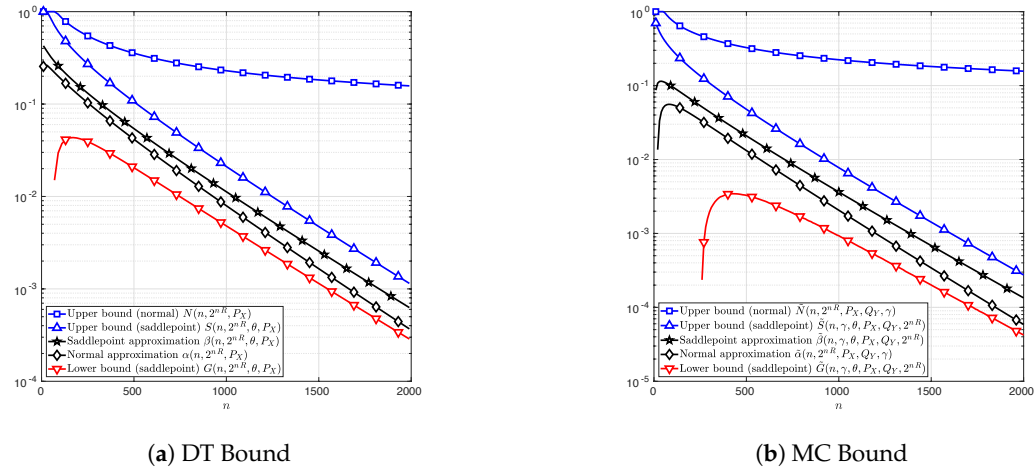 10^0
10^{-1}
10^{-2}
10^{-3}
10^{-4}
0
500
1000
1500
2000
n
Upper bound (normal) N(n, 2^{nR}, P_X)
Upper bound (saddlepoint) S(n, 2^{nR}, θ, P_X)
Saddlepoint approximation β(n, 2^{nR}, θ, P_X)
Normal approximation α(n, 2^{nR}, P_X)
Lower bound (saddlepoint) G(n, 2^{nR}, θ, P_X)
(a) DT Bound
10^0
10^{-1}
10^{-2}
10^{-3}
10^{-4}
10^{-5}
0
500
1000
1500
2000
n
Upper bound (normal) Ñ(n, 2^{nR}, P_X, Q_Y, γ)
Upper bound (saddlepoint) S̃(n, γ, θ, P_X, Q_Y, 2^{nR})
Saddlepoint approximation β̃(n, γ, θ, P_X, Q_Y, 2^{nR})
Normal approximation α̃(n, 2^{nR}, P_X, Q_Y, γ)
Lower bound (saddlepoint) G̃(n, γ, θ, P_X, Q_Y, 2^{nR})
(b) MC Bound